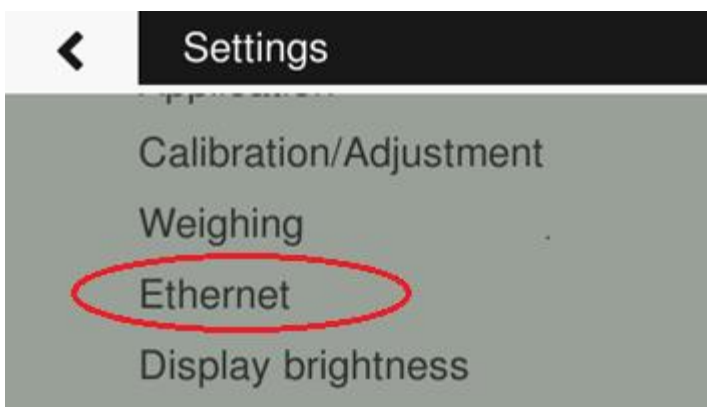 Settings
Calibration/Adjustment
Weighing
Ethernet
Display brightness